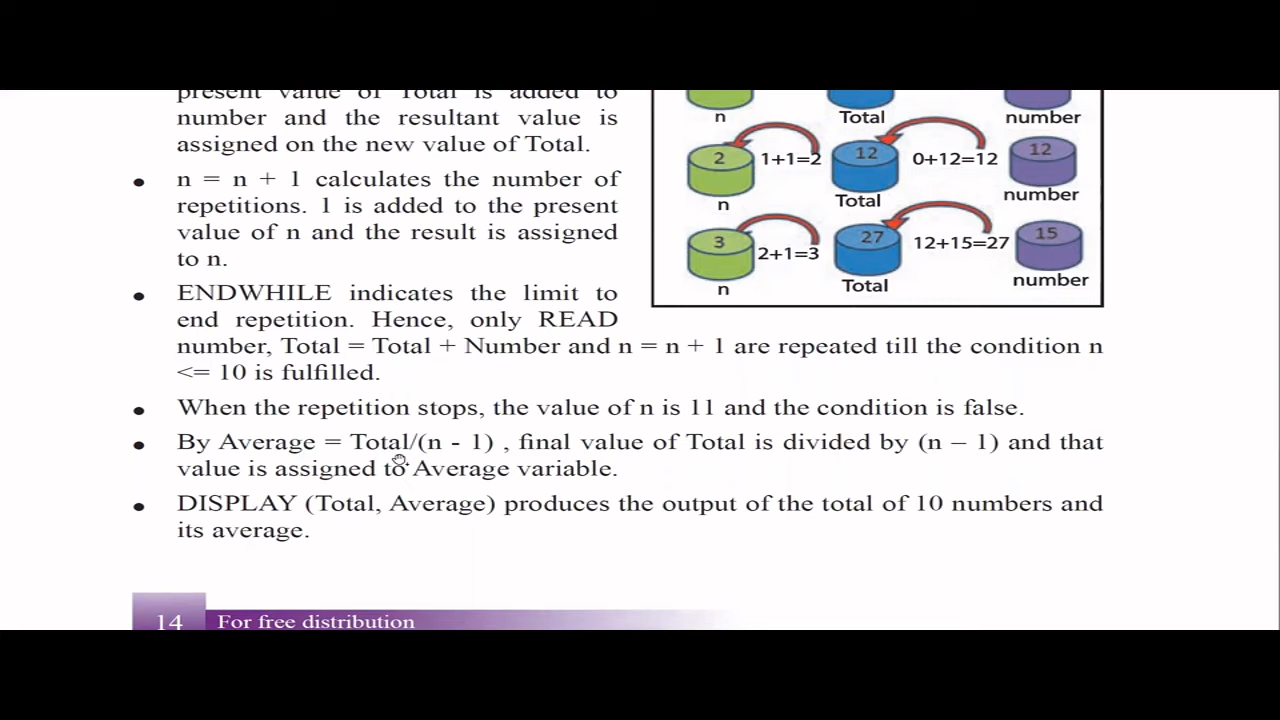 present value of Total is added to
number and the resultant value is
assigned on the new value of Total.
• n = n + 1 calculates the number of
repetitions. 1 is added to the present
value of n and the result is assigned
to n.
• ENDWHILE indicates the limit to
end repetition. Hence, only READ
number, Total = Total + Number and n = n + 1 are repeated till the condition n
<= 10 is fulfilled.
• When the repetition stops, the value of n is 11 and the condition is false.
• By Average = Total/(n - 1) , final value of Total is divided by (n – 1) and that
value is assigned to Average variable.
• DISPLAY (Total, Average) produces the output of the total of 10 numbers and
its average.
n Total number
2 1+1=2 12 0+12=12 12
n Total number
3 2+1=3 27 12+15=27 15
n Total number
14 For free distribution